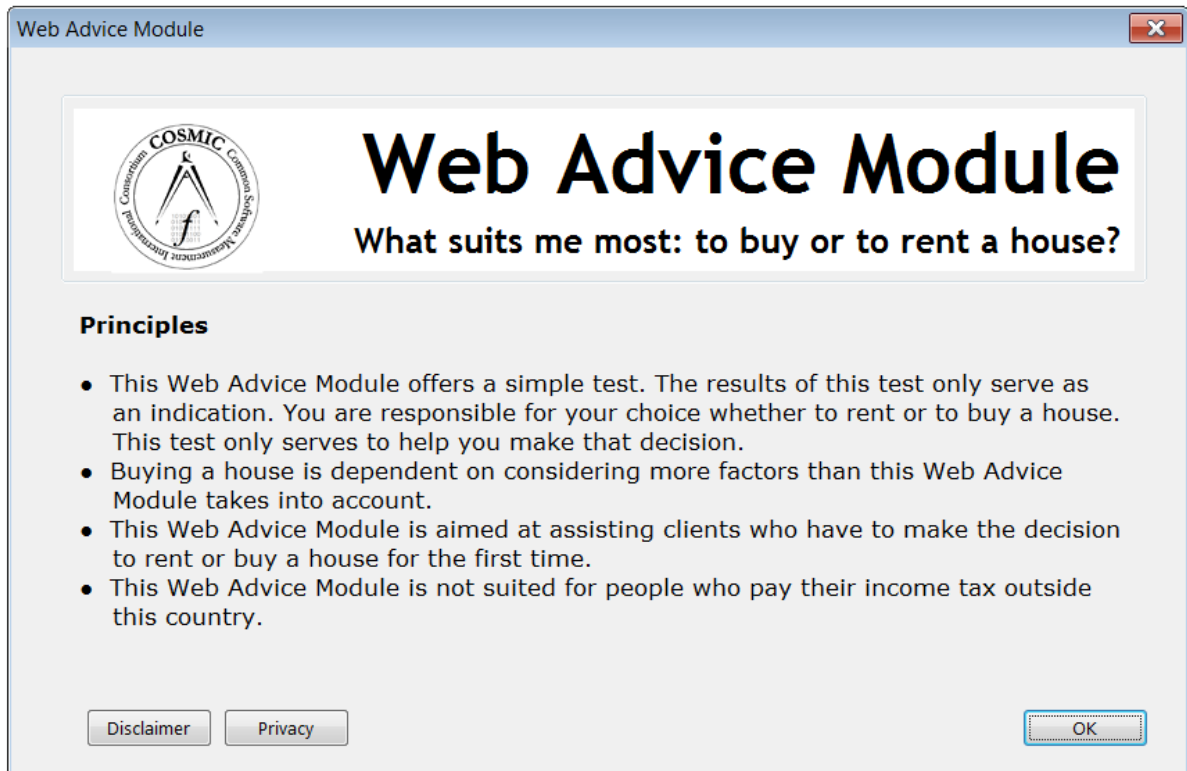 Web Advice Module
COSMIC
Common Software Measurement International Consortium
f
Web Advice Module
What suits me most: to buy or to rent a house?
Principles
● This Web Advice Module offers a simple test. The results of this test only serve as
an indication. You are responsible for your choice whether to rent or to buy a house.
This test only serves to help you make that decision.
● Buying a house is dependent on considering more factors than this Web Advice
Module takes into account.
● This Web Advice Module is aimed at assisting clients who have to make the decision
to rent or buy a house for the first time.
● This Web Advice Module is not suited for people who pay their income tax outside
this country.
Disclaimer Privacy OK